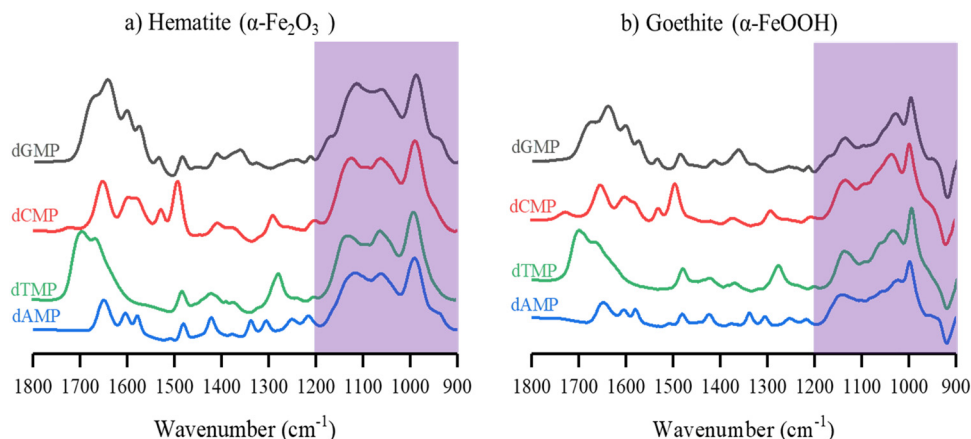 a) Hematite (α-Fe₂O₃ )
dGMP
dCMP
dTMP
dAMP
1800 1700 1600 1500 1400 1300 1200 1100 1000 900
Wavenumber (cm⁻¹)
b) Goethite (α-FeOOH)
dGMP
dCMP
dTMP
dAMP
1800 1700 1600 1500 1400 1300 1200 1100 1000 900
Wavenumber (cm⁻¹)